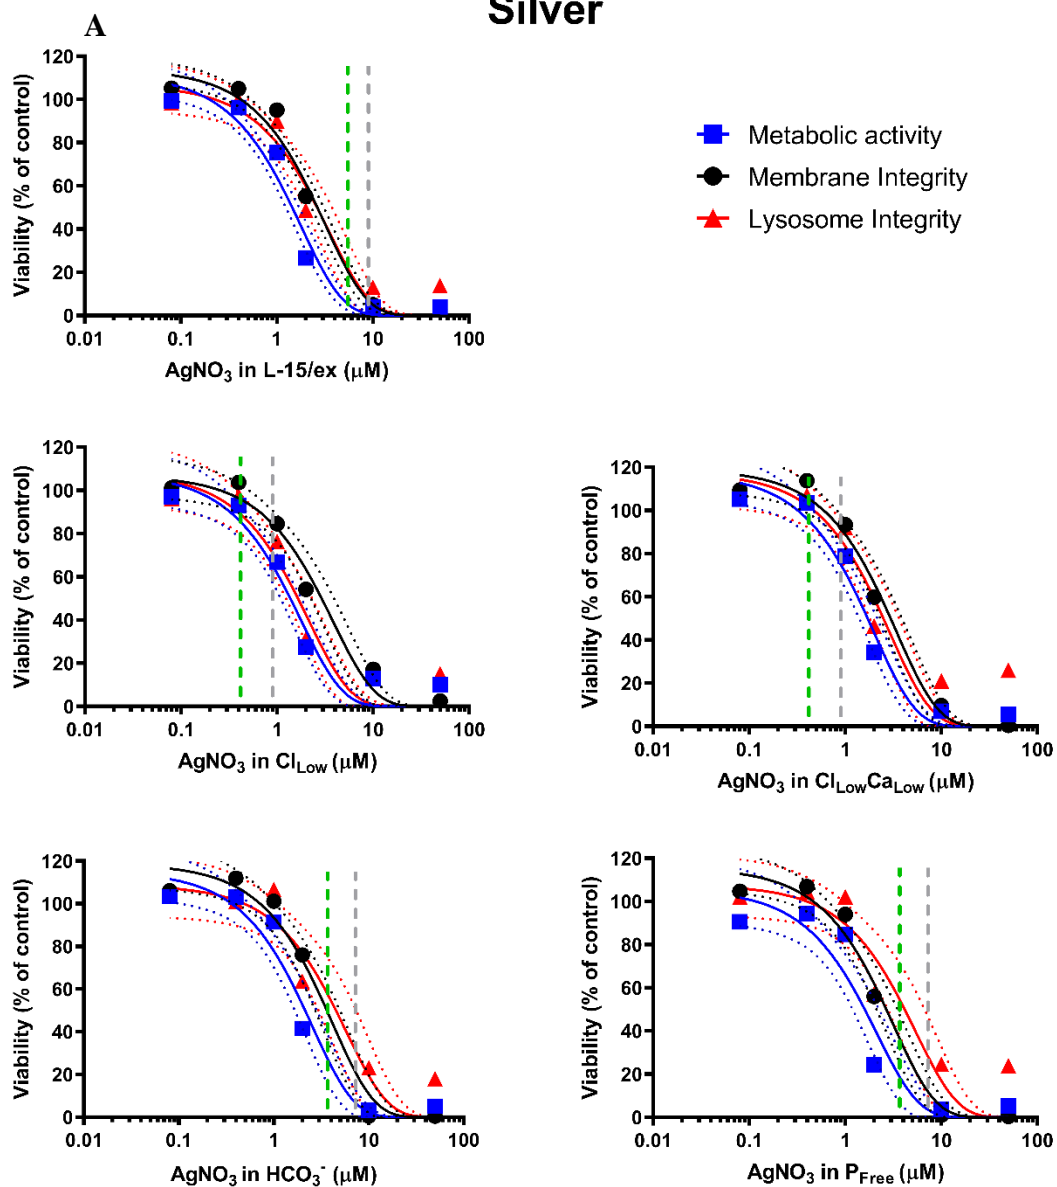 Silver
A
120
100
80
60
40
20
0
Viability (% of control)
0.01 0.1 1 10 100
AgNO₃ in L-15/ex (μM)
Metabolic activity
Membrane Integrity
Lysosome Integrity
120
100
80
60
40
20
0
Viability (% of control)
0.01 0.1 1 10 100
AgNO₃ in Cl_Low (μM)
120
100
80
60
40
20
0
Viability (% of control)
0.01 0.1 1 10 100
AgNO₃ in Cl_LowCa_Low (μM)
120
100
80
60
40
20
0
Viability (% of control)
0.01 0.1 1 10 100
AgNO₃ in HCO₃⁻ (μM)
120
100
80
60
40
20
0
Viability (% of control)
0.01 0.1 1 10 100
AgNO₃ in P_Free (μM)